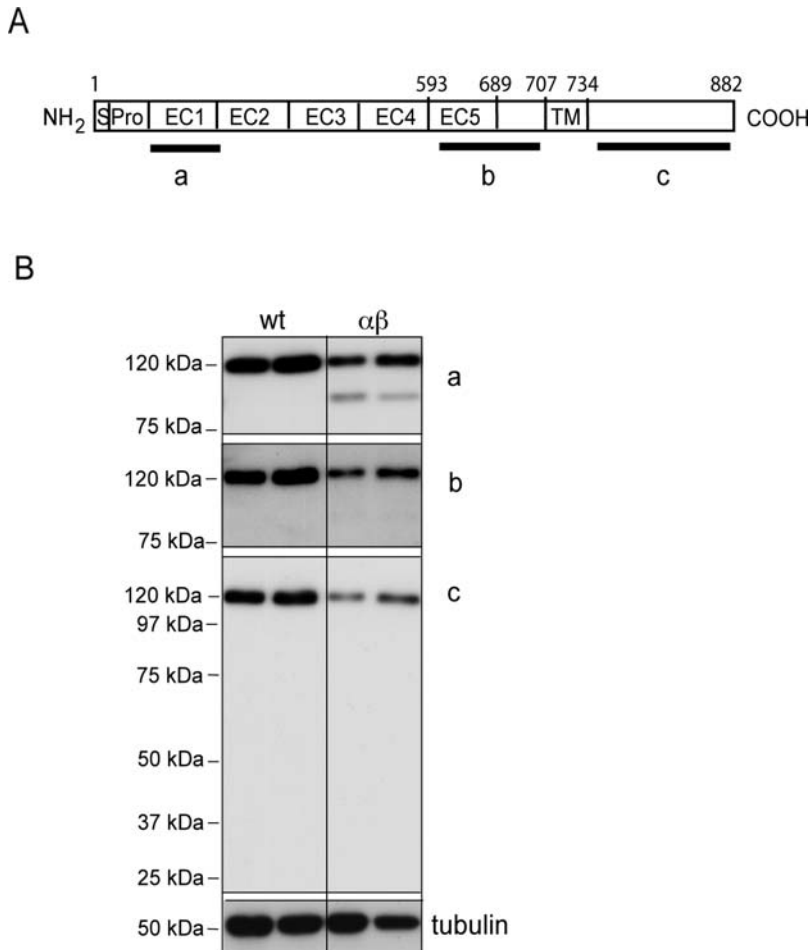 A
1 593 689 707 734 882
NH2 S Pro EC1 EC2 EC3 EC4 EC5 TM COOH
a b c
B
wt αβ
120 kDa
a
75 kDa
120 kDa
b
75 kDa
120 kDa
c
97 kDa
75 kDa
50 kDa
37 kDa
25 kDa
50 kDa tubulin